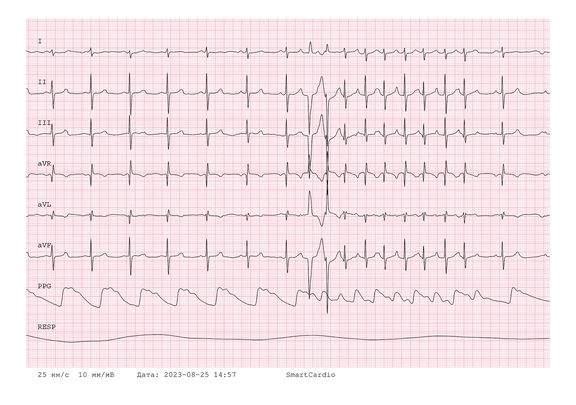 I
II
III
aVR
aVL
aVF
PPG
RESP
25 мм/с 10 мм/мВ Дата: 2023-08-25 14:57 SmartCardio